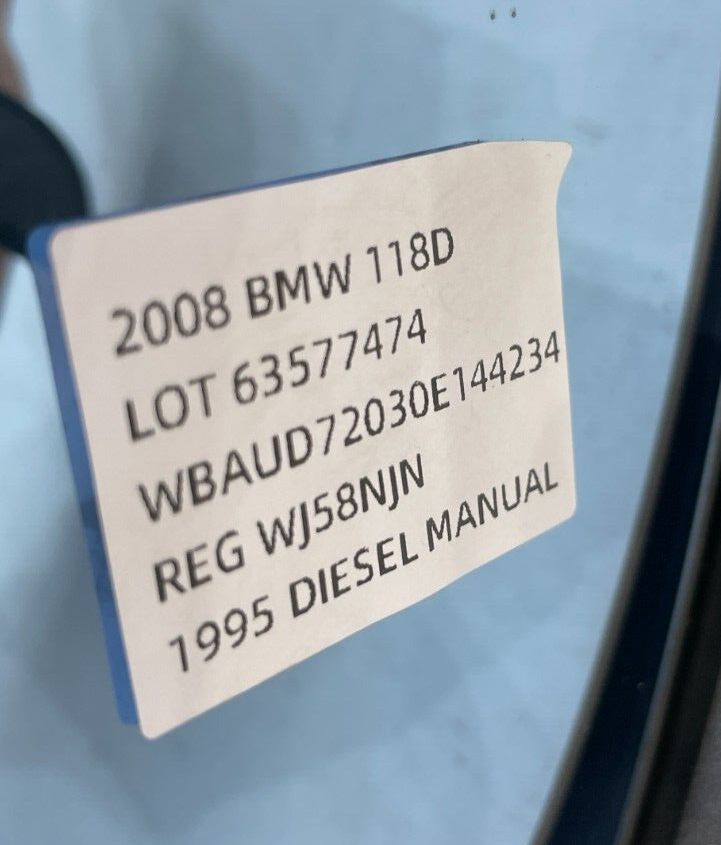 2008 BMW 118D
LOT 63577474
WBAUD72030E144234
REG WJ58NJN
1995 DIESEL MANUAL